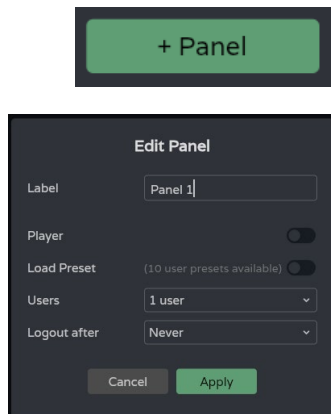 + Panel
Edit Panel
Label Panel 1
Player
Load Preset (10 user presets available)
Users 1 user
Logout after Never
Cancel Apply